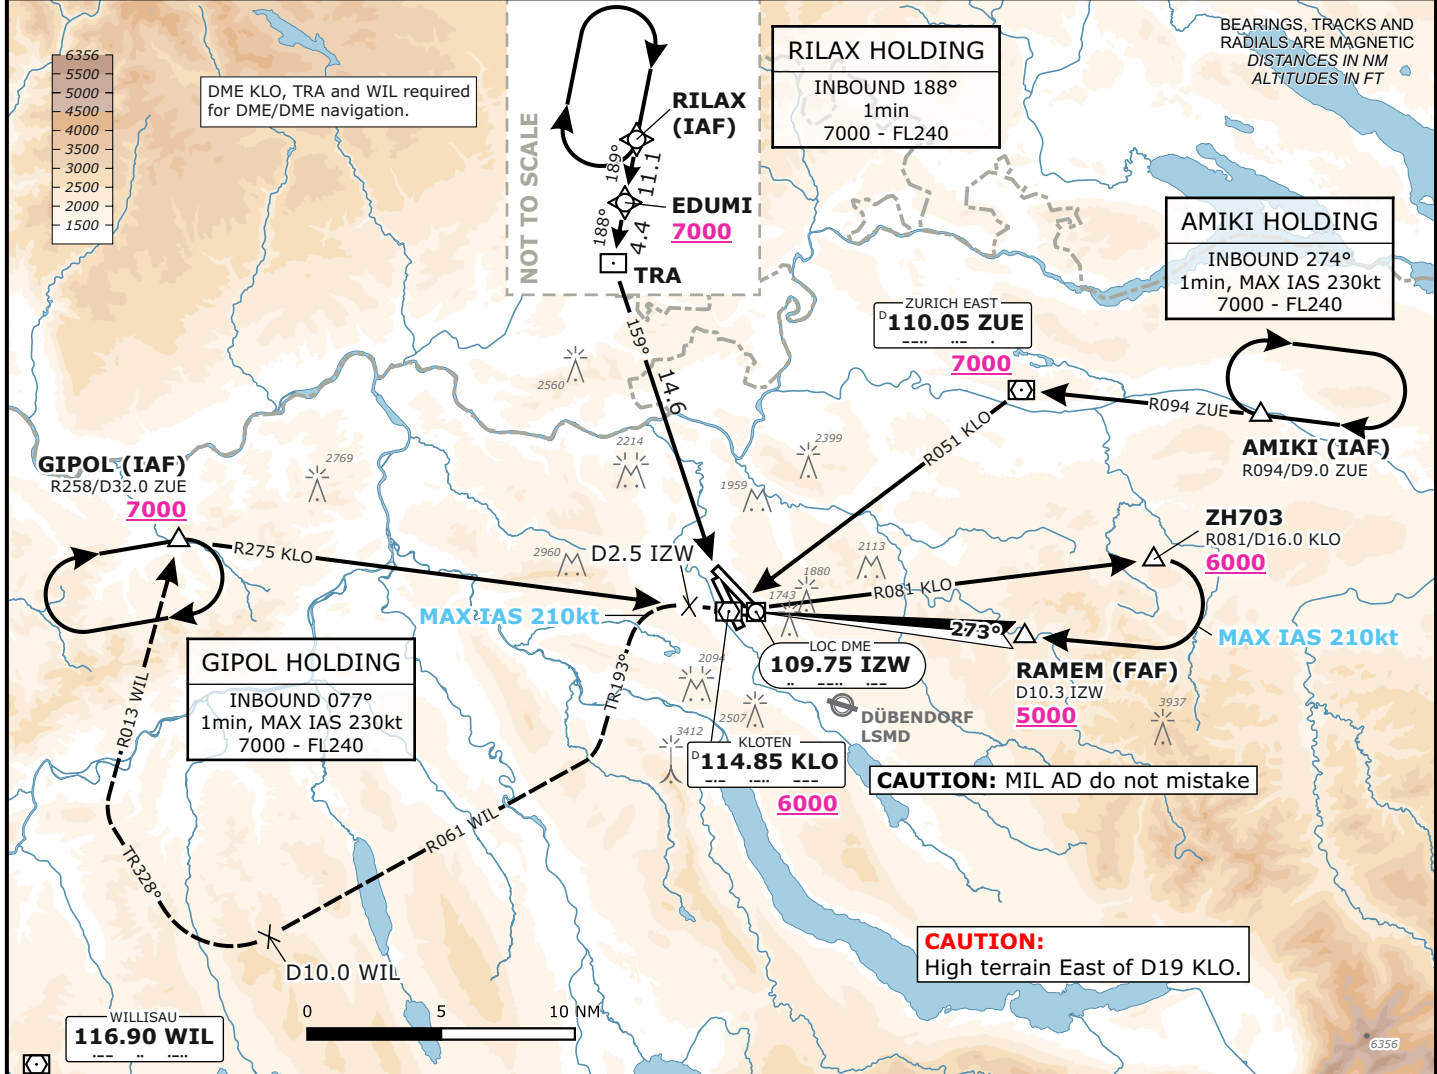 BEARINGS, TRACKS AND
RADIALS ARE MAGNETIC
DISTANCES IN NM
ALTITUDES IN FT
6356
5500
5000
4500
4000
3500
3000
2500
2000
1500
DME KLO, TRA and WIL required
for DME/DME navigation.
NOT TO SCALE
RILAX
(IAF)
189°
11.1
EDUMI
7000
188°
4.4
TRA
RILAX HOLDING
INBOUND 188°
1min
7000 - FL240
AMIKI HOLDING
INBOUND 274°
1min, MAX IAS 230kt
7000 - FL240
ZURICH EAST
D 110.05 ZUE
7000
159°
14.6
2560
R094 ZUE
AMIKI (IAF)
R094/D9.0 ZUE
R051 KLO
2214
2399
2769
1959
GIPOL (IAF)
R258/D32.0 ZUE
7000
R275 KLO
2960
D2.5 IZW
2113
1880
1743
ZH703
R081/D16.0 KLO
6000
R081 KLO
MAX IAS 210kt
273°
MAX IAS 210kt
LOC DME
109.75 IZW
RAMEM (FAF)
D10.3 IZW
5000
GIPOL HOLDING
INBOUND 077°
1min, MAX IAS 230kt
7000 - FL240
R013 WIL
TR193°
2094
2507
3412
3937
DÜBENDORF
LSMD
KLOTEN
D 114.85 KLO
6000
CAUTION: MIL AD do not mistake
R061 WIL
TR328°
D10.0 WIL
CAUTION:
High terrain East of D19 KLO.
WILLISAU
116.90 WIL
0 5 10 NM
6356